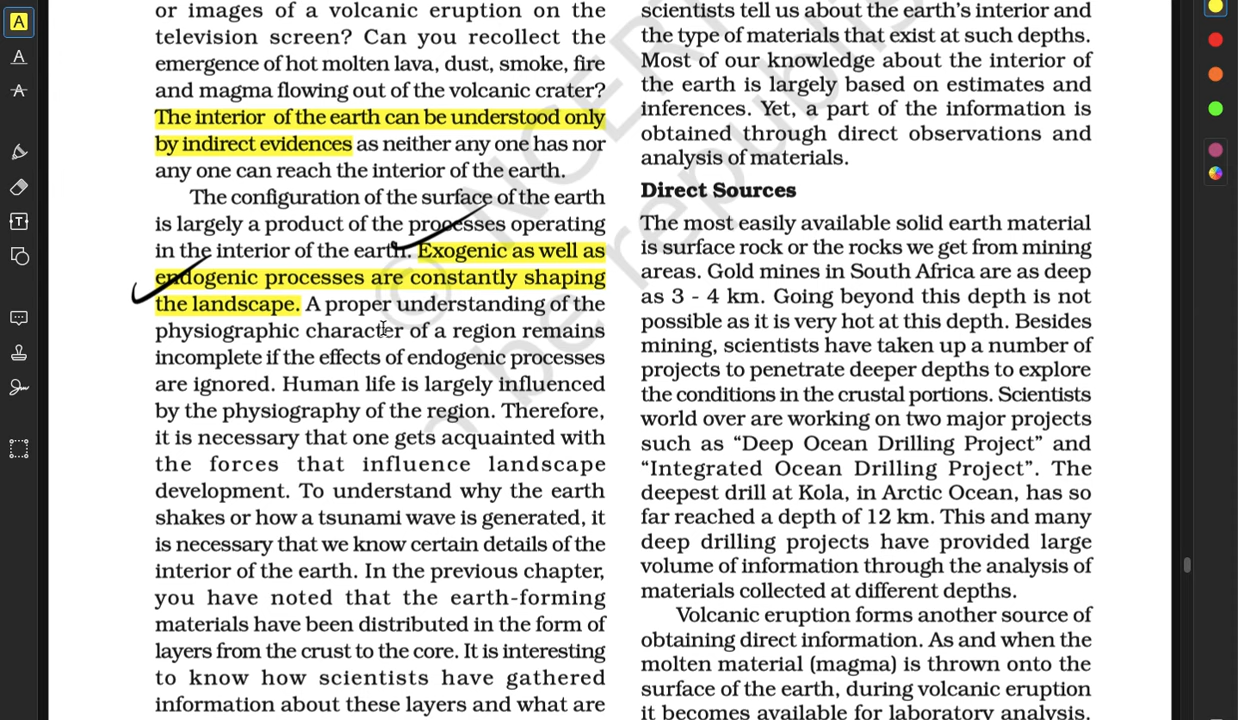 or images of a volcanic eruption on the
television screen? Can you recollect the
emergence of hot molten lava, dust, smoke, fire
and magma flowing out of the volcanic crater?
The interior of the earth can be understood only
by indirect evidences as neither any one has nor
any one can reach the interior of the earth.
The configuration of the surface of the earth
is largely a product of the processes operating
in the interior of the earth. Exogenic as well as
endogenic processes are constantly shaping
the landscape. A proper understanding of the
physiographic character of a region remains
incomplete if the effects of endogenic processes
are ignored. Human life is largely influenced
by the physiography of the region. Therefore,
it is necessary that one gets acquainted with
the forces that influence landscape
development. To understand why the earth
shakes or how a tsunami wave is generated, it
is necessary that we know certain details of the
interior of the earth. In the previous chapter,
you have noted that the earth-forming
materials have been distributed in the form of
layers from the crust to the core. It is interesting
to know how scientists have gathered
information about these layers and what are
scientists tell us about the earth's interior and
the type of materials that exist at such depths.
Most of our knowledge about the interior of
the earth is largely based on estimates and
inferences. Yet, a part of the information is
obtained through direct observations and
analysis of materials.
Direct Sources
The most easily available solid earth material
is surface rock or the rocks we get from mining
areas. Gold mines in South Africa are as deep
as 3 - 4 km. Going beyond this depth is not
possible as it is very hot at this depth. Besides
mining, scientists have taken up a number of
projects to penetrate deeper depths to explore
the conditions in the crustal portions. Scientists
world over are working on two major projects
such as “Deep Ocean Drilling Project” and
“Integrated Ocean Drilling Project”. The
deepest drill at Kola, in Arctic Ocean, has so
far reached a depth of 12 km. This and many
deep drilling projects have provided large
volume of information through the analysis of
materials collected at different depths.
Volcanic eruption forms another source of
obtaining direct information. As and when the
molten material (magma) is thrown onto the
surface of the earth, during volcanic eruption
it becomes available for laboratory analysis.
© NCERT
be republis
A
A
A
T